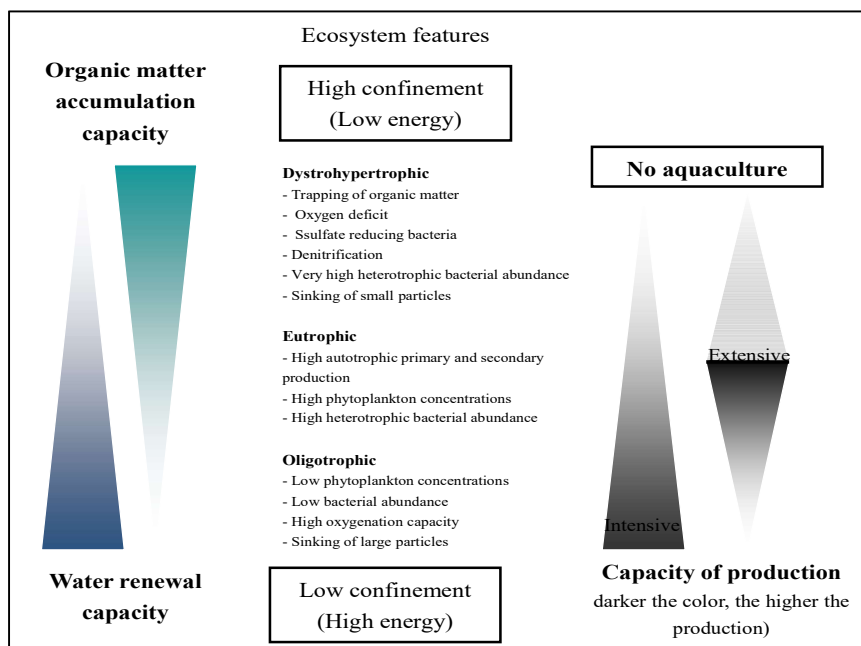 Ecosystem features
Organic matter
accumulation
capacity
High confinement
(Low energy)
Dystrohypertrophic
- Trapping of organic matter
- Oxygen deficit
- Ssulfate reducing bacteria
- Denitrification
- Very high heterotrophic bacterial abundance
- Sinking of small particles
Eutrophic
- High autotrophic primary and secondary
production
- High phytoplankton concentrations
- High heterotrophic bacterial abundance
Oligotrophic
- Low phytoplankton concentrations
- Low bacterial abundance
- High oxygenation capacity
- Sinking of large particles
Water renewal
capacity
Low confinement
(High energy)
No aquaculture
Extensive
Intensive
Capacity of production
darker the color, the higher the
production)